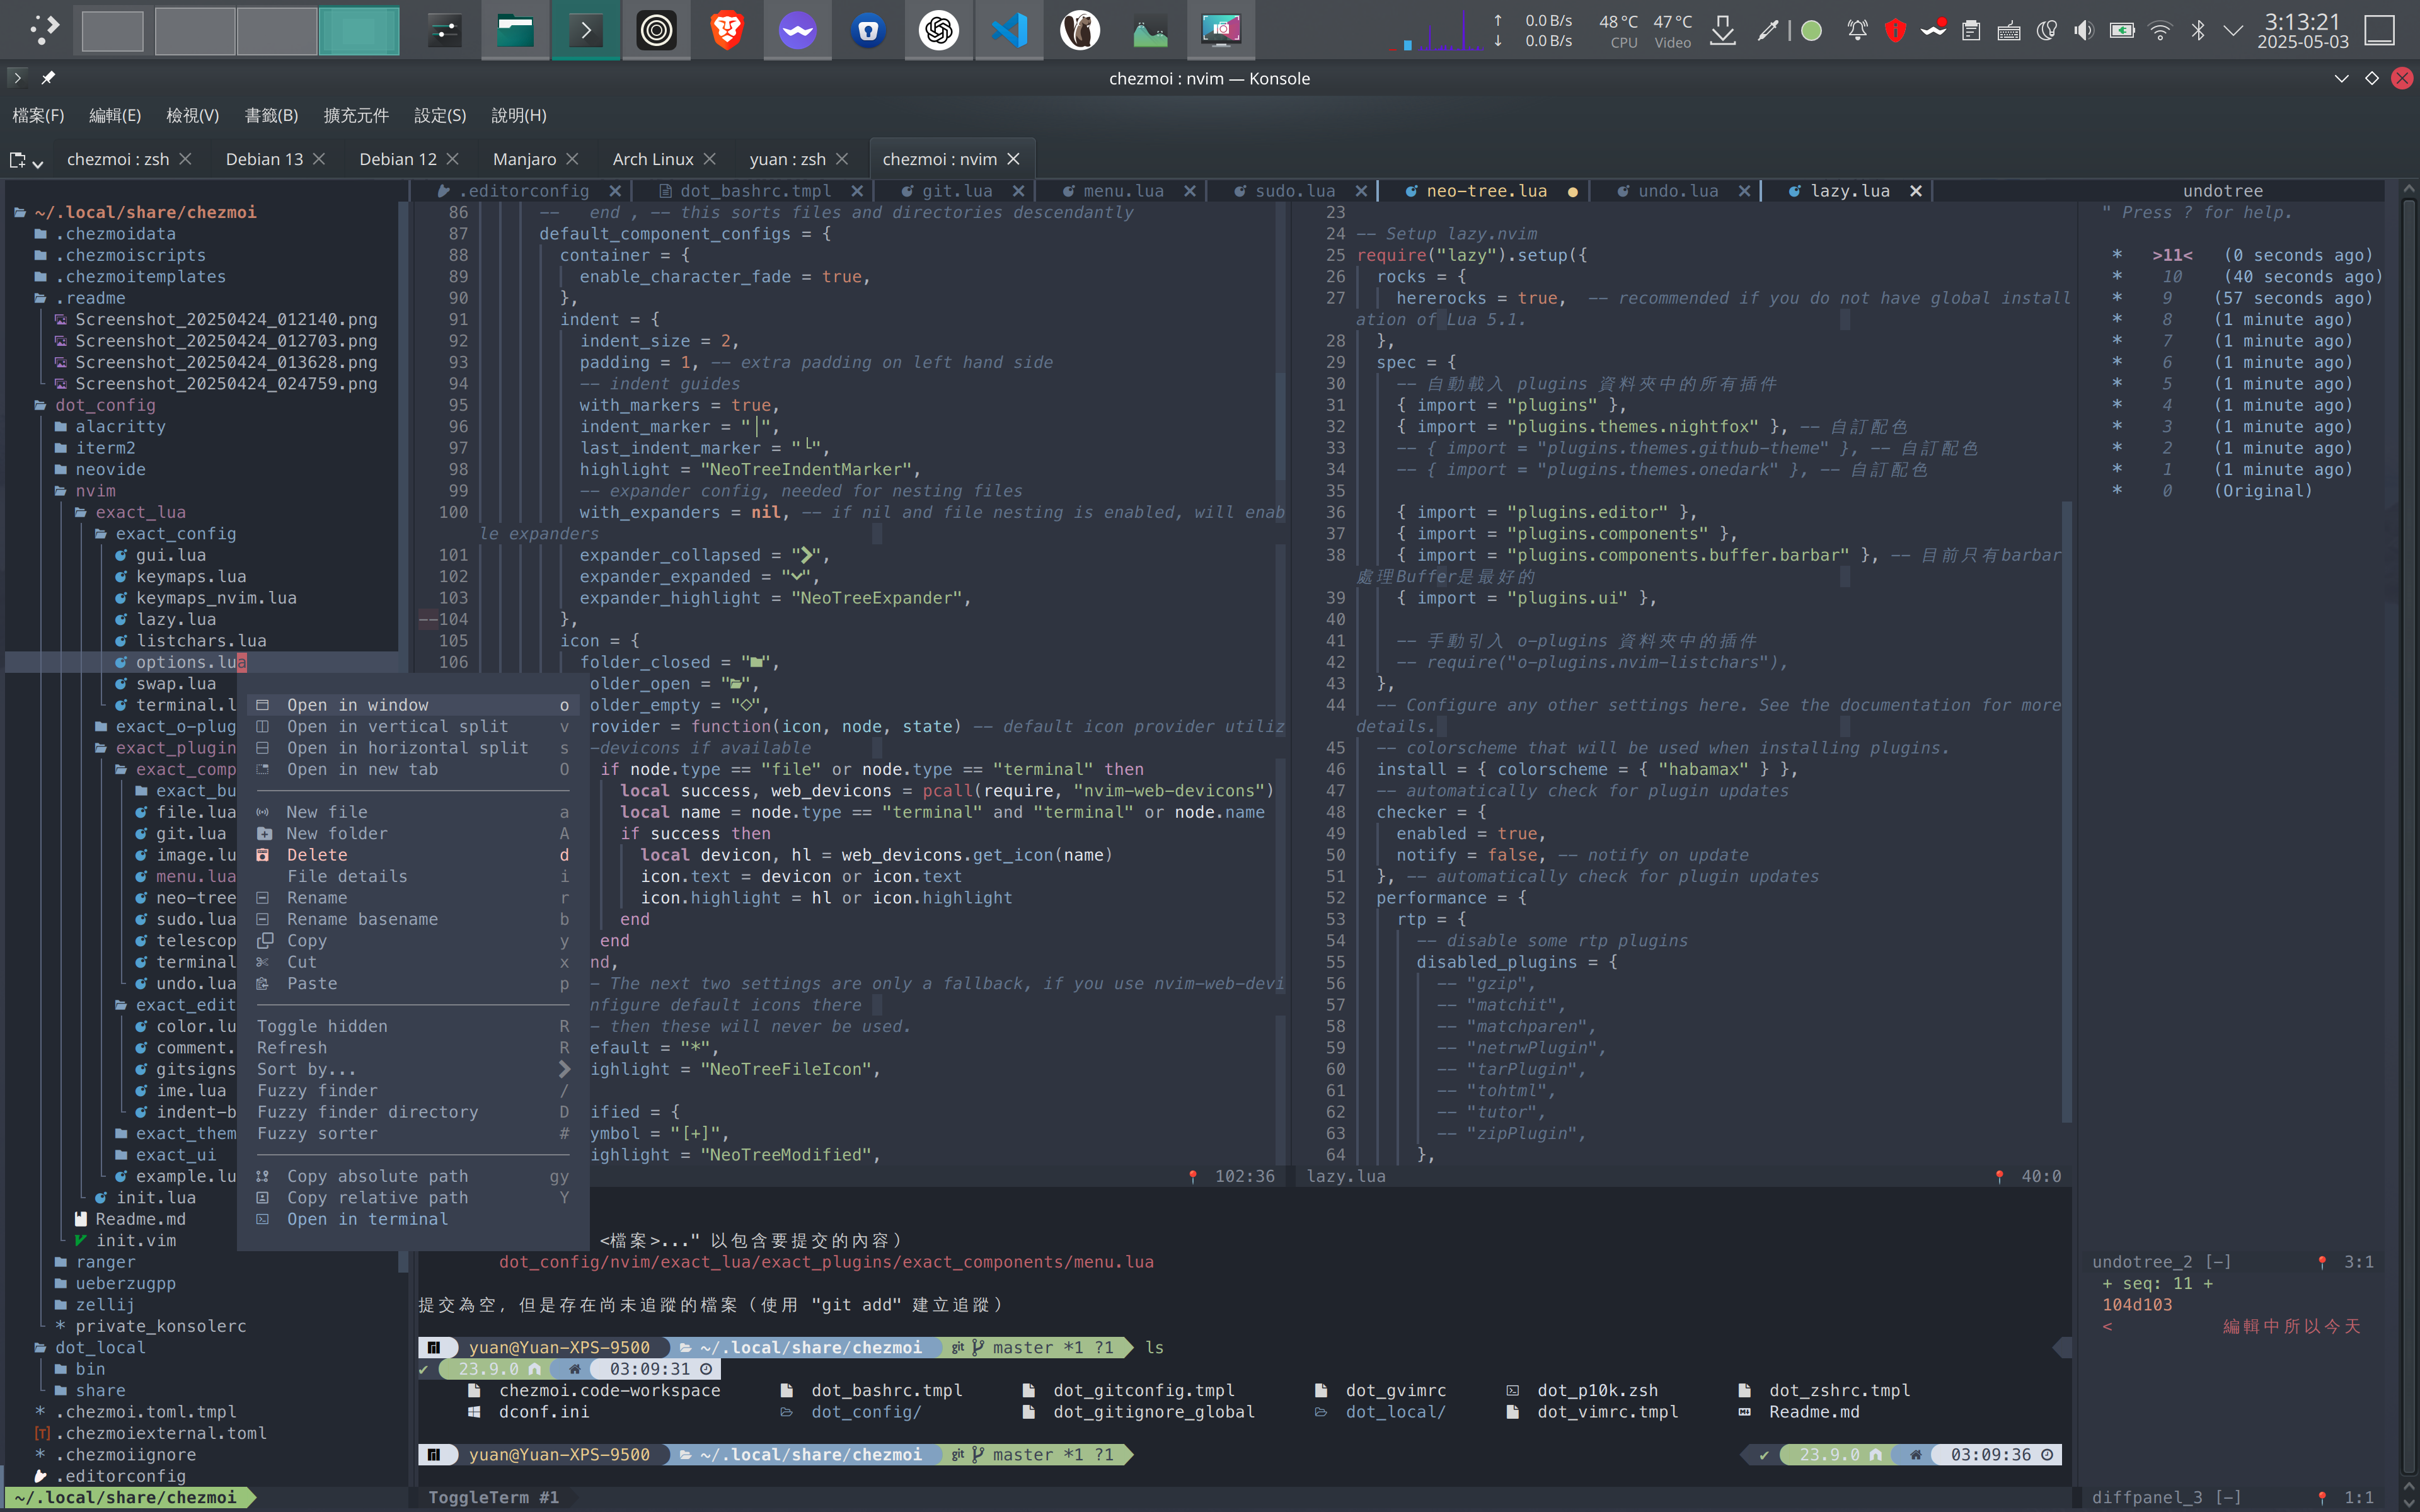 0.0 B/s 48 °C 47 °C 3:13:21
0.0 B/s CPU Video 2025-05-03
chezmoi : nvim — Konsole
檔案(F) 編輯(E) 檢視(V) 書籤(B) 擴充元件 設定(S) 說明(H)
chezmoi : zsh Debian 13 Debian 12 Manjaro Arch Linux yuan : zsh chezmoi : nvim
.editorconfig dot_bashrc.tmpl git.lua menu.lua sudo.lua neo-tree.lua undo.lua lazy.lua undotree
~/.local/share/chezmoi
.chezmoidata
.chezmoiscripts
.chezmoitemplates
.readme
Screenshot_20250424_012140.png
Screenshot_20250424_012703.png
Screenshot_20250424_013628.png
Screenshot_20250424_024759.png
dot_config
alacritty
iterm2
neovide
nvim
exact_lua
exact_config
gui.lua
keymaps.lua
keymaps_nvim.lua
lazy.lua
listchars.lua
options.lua
swap.lua
terminal.l
exact_o-plug
exact_plugin
exact_comp
exact_bu
file.lua
git.lua
image.lu
menu.lua
neo-tree
sudo.lua
telescop
terminal
undo.lua
exact_edit
color.lu
comment.
gitsigns
ime.lua
indent-b
exact_them
exact_ui
example.lu
init.lua
Readme.md
init.vim
ranger
ueberzugpp
zellij
* private_konsolerc
dot_local
bin
share
* .chezmoi.toml.tmpl
[T] .chezmoiexternal.toml
* .chezmoiignore
.editorconfig
~/.local/share/chezmoi
Open in window o
Open in vertical split v
Open in horizontal split s
Open in new tab O
New file a
New folder A
Delete d
File details i
Rename r
Rename basename b
Copy y
Cut x
Paste p
Toggle hidden R
Refresh R
Sort by...
Fuzzy finder /
Fuzzy finder directory D
Fuzzy sorter #
Copy absolute path gy
Copy relative path Y
Open in terminal
86 -- end , -- this sorts files and directories descendantly
87 default_component_configs = {
88 container = {
89 enable_character_fade = true,
90 },
91 indent = {
92 indent_size = 2,
93 padding = 1, -- extra padding on left hand side
94 -- indent guides
95 with_markers = true,
96 indent_marker = "│",
97 last_indent_marker = "└",
98 highlight = "NeoTreeIndentMarker",
99 -- expander config, needed for nesting files
100 with_expanders = nil, -- if nil and file nesting is enabled, will enab
le expanders
101 expander_collapsed = "",
102 expander_expanded = "",
103 expander_highlight = "NeoTreeExpander",
--104 },
105 icon = {
106 folder_closed = "",
older_open = "",
older_empty = "",
rovider = function(icon, node, state) -- default icon provider utiliz
-devicons if available
if node.type == "file" or node.type == "terminal" then
local success, web_devicons = pcall(require, "nvim-web-devicons")
local name = node.type == "terminal" and "terminal" or node.name
if success then
local devicon, hl = web_devicons.get_icon(name)
icon.text = devicon or icon.text
icon.highlight = hl or icon.highlight
end
end
nd,
- The next two settings are only a fallback, if you use nvim-web-devi
nfigure default icons there
- then these will never be used.
efault = "*",
ighlight = "NeoTreeFileIcon",
ified = {
ymbol = "[+]",
ighlight = "NeoTreeModified",
102:36
23
24 -- Setup lazy.nvim
25 require("lazy").setup({
26 rocks = {
27 hererocks = true, -- recommended if you do not have global install
ation of Lua 5.1.
28 },
29 spec = {
30 -- 自動載入 plugins 資料夾中的所有插件
31 { import = "plugins" },
32 { import = "plugins.themes.nightfox" }, -- 自訂配色
33 -- { import = "plugins.themes.github-theme" }, -- 自訂配色
34 -- { import = "plugins.themes.onedark" }, -- 自訂配色
35
36 { import = "plugins.editor" },
37 { import = "plugins.components" },
38 { import = "plugins.components.buffer.barbar" }, -- 目前只有barbar
處理Buffer是最好的
39 { import = "plugins.ui" },
40
41 -- 手動引入 o-plugins 資料夾中的插件
42 -- require("o-plugins.nvim-listchars"),
43 },
44 -- Configure any other settings here. See the documentation for more
details.
45 -- colorscheme that will be used when installing plugins.
46 install = { colorscheme = { "habamax" } },
47 -- automatically check for plugin updates
48 checker = {
49 enabled = true,
50 notify = false, -- notify on update
51 }, -- automatically check for plugin updates
52 performance = {
53 rtp = {
54 -- disable some rtp plugins
55 disabled_plugins = {
56 -- "gzip",
57 -- "matchit",
58 -- "matchparen",
59 -- "netrwPlugin",
60 -- "tarPlugin",
61 -- "tohtml",
62 -- "tutor",
63 -- "zipPlugin",
64 },
lazy.lua 40:0
" Press ? for help.
* >11< (0 seconds ago)
* 10 (40 seconds ago)
* 9 (57 seconds ago)
* 8 (1 minute ago)
* 7 (1 minute ago)
* 6 (1 minute ago)
* 5 (1 minute ago)
* 4 (1 minute ago)
* 3 (1 minute ago)
* 2 (1 minute ago)
* 1 (1 minute ago)
* 0 (Original)
undotree_2 [-] 3:1
+ seq: 11 +
104d103
< 編輯中所以今天
diffpanel_3 [-] 1:1
<檔案>..." 以包含要提交的內容）
dot_config/nvim/exact_lua/exact_plugins/exact_components/menu.lua
提交為空，但是存在尚未追蹤的檔案（使用 "git add" 建立追蹤）
yuan@Yuan-XPS-9500 ~/.local/share/chezmoi git master *1 ?1 ls
✔ 23.9.0 03:09:31
chezmoi.code-workspace dot_bashrc.tmpl dot_gitconfig.tmpl dot_gvimrc dot_p10k.zsh dot_zshrc.tmpl
dconf.ini dot_config/ dot_gitignore_global dot_local/ dot_vimrc.tmpl Readme.md
yuan@Yuan-XPS-9500 ~/.local/share/chezmoi git master *1 ?1 ✔ 23.9.0 03:09:36
ToggleTerm #1